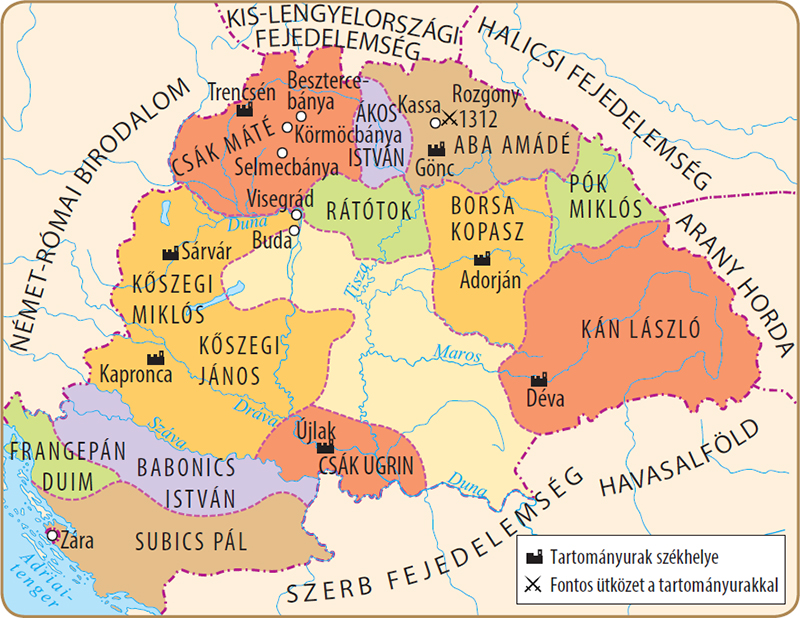 KIS-LENGYELORSZÁGI
FEJEDELEMSÉG
HALICSI FEJEDELEMSÉG
NÉMET-RÓMAI BIRODALOM
ARANY HORDA
HAVASALFÖLD
SZERB FEJEDELEMSÉG
Trencsén
Beszterce-
bánya
CSÁK MÁTÉ
Körmöcbánya
Selmecbánya
ÁKOS
ISTVÁN
Kassa
Rozgony
1312
ABA AMÁDÉ
Gönc
Visegrád
Duna
Buda
RÁTÓTOK
BORSA
KOPASZ
Adorján
PÓK
MIKLÓS
Sárvár
KŐSZEGI
MIKLÓS
Tisza
KÁN LÁSZLÓ
KŐSZEGI
JÁNOS
Kapronca
Maros
Déva
Dráva
Száva
Újlak
CSÁK UGRIN
Duna
FRANGEPÁN
DUIM
BABONICS
ISTVÁN
Zára
SUBICS PÁL
Adriai-
tenger
Tartományurak székhelye
Fontos ütközet a tartományurakkal